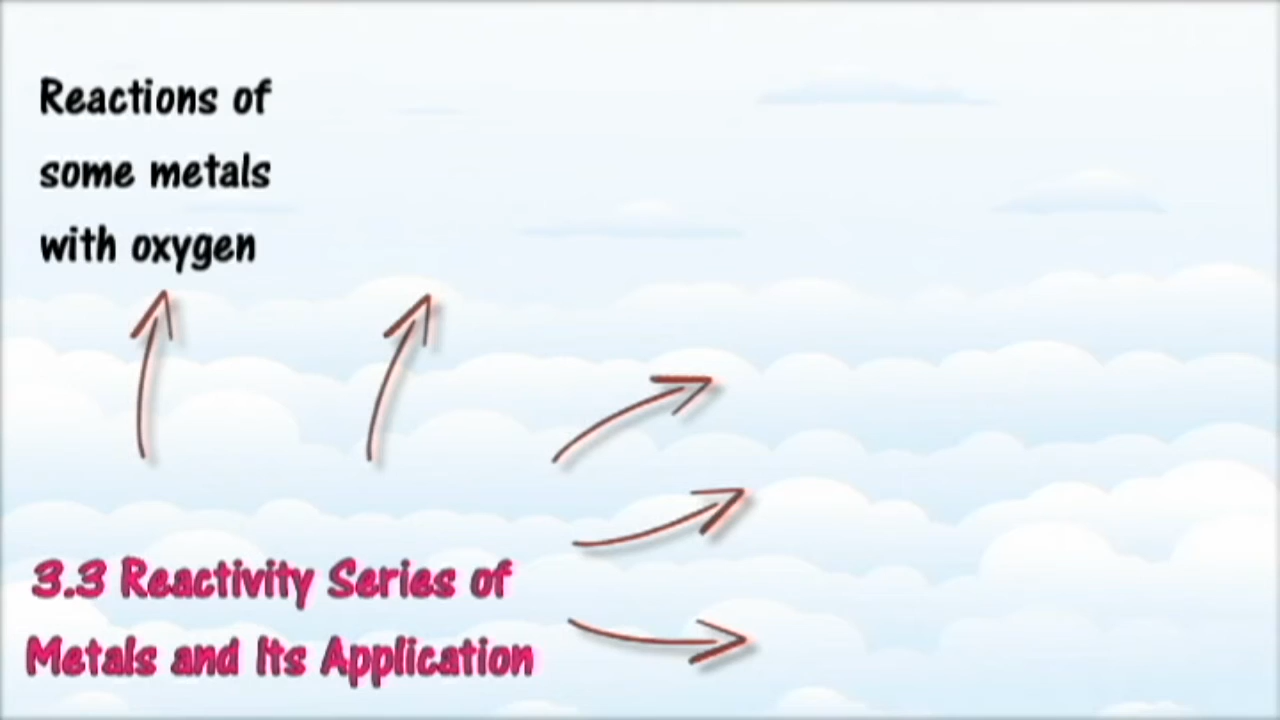 Reactions of
some metals
with oxygen
3.3 Reactivity Series of
Metals and Its Application